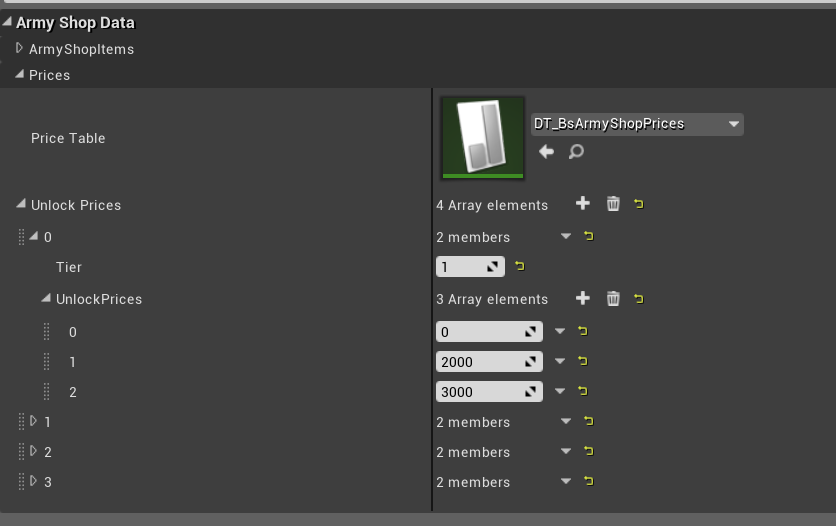 Army Shop Data
ArmyShopItems
Prices
Price Table
DT_BsArmyShopPrices
Unlock Prices 4 Array elements
0 2 members
Tier 1
UnlockPrices 3 Array elements
0 0
1 2000
2 3000
1 2 members
2 2 members
3 2 members